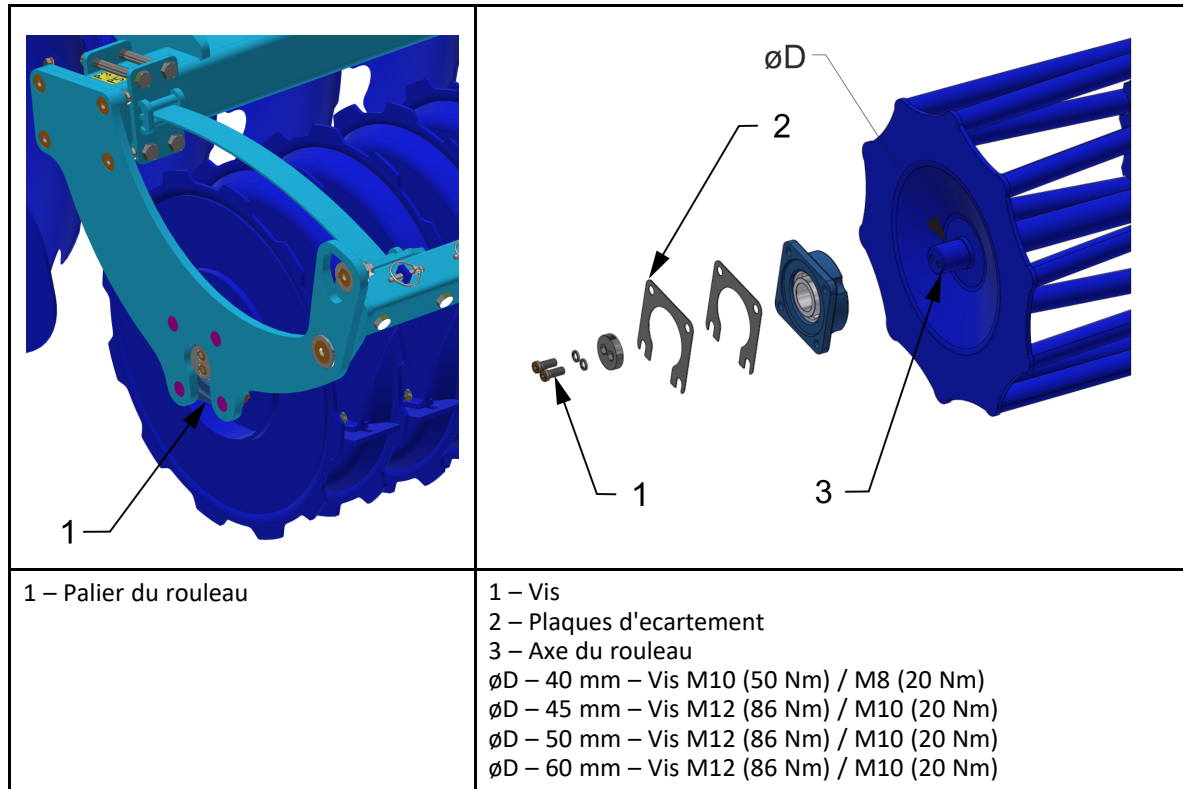 1
øD
2
1
3
1 – Palier du rouleau
1 – Vis
2 – Plaques d'ecartement
3 – Axe du rouleau
øD – 40 mm – Vis M10 (50 Nm) / M8 (20 Nm)
øD – 45 mm – Vis M12 (86 Nm) / M10 (20 Nm)
øD – 50 mm – Vis M12 (86 Nm) / M10 (20 Nm)
øD – 60 mm – Vis M12 (86 Nm) / M10 (20 Nm)